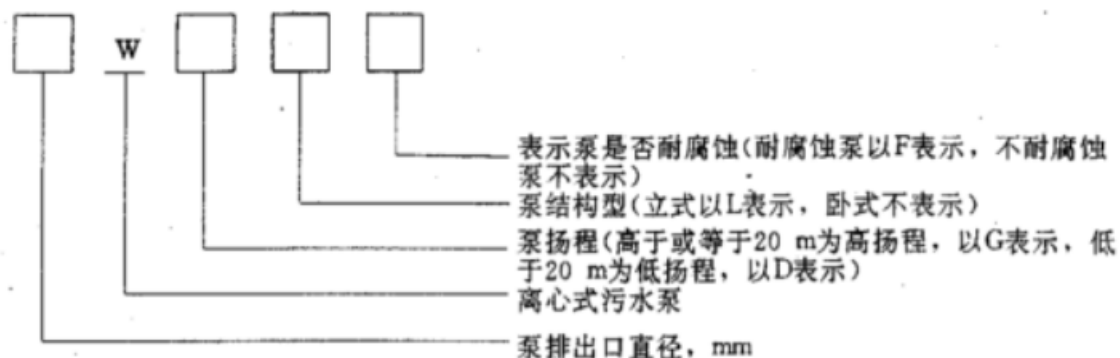 W
表示泵是否耐腐蚀(耐腐蚀泵以F表示，不耐腐蚀
泵不表示)
泵结构型(立式以L表示，卧式不表示)
泵扬程(高于或等于20 m为高扬程，以G表示，低
于20 m为低扬程，以D表示)
离心式污水泵
泵排出口直径，mm